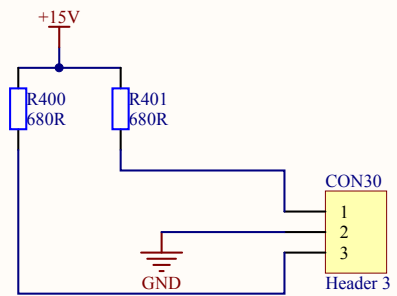 +15V
R400
680R
R401
680R
CON30
1
2
3
GND
Header 3